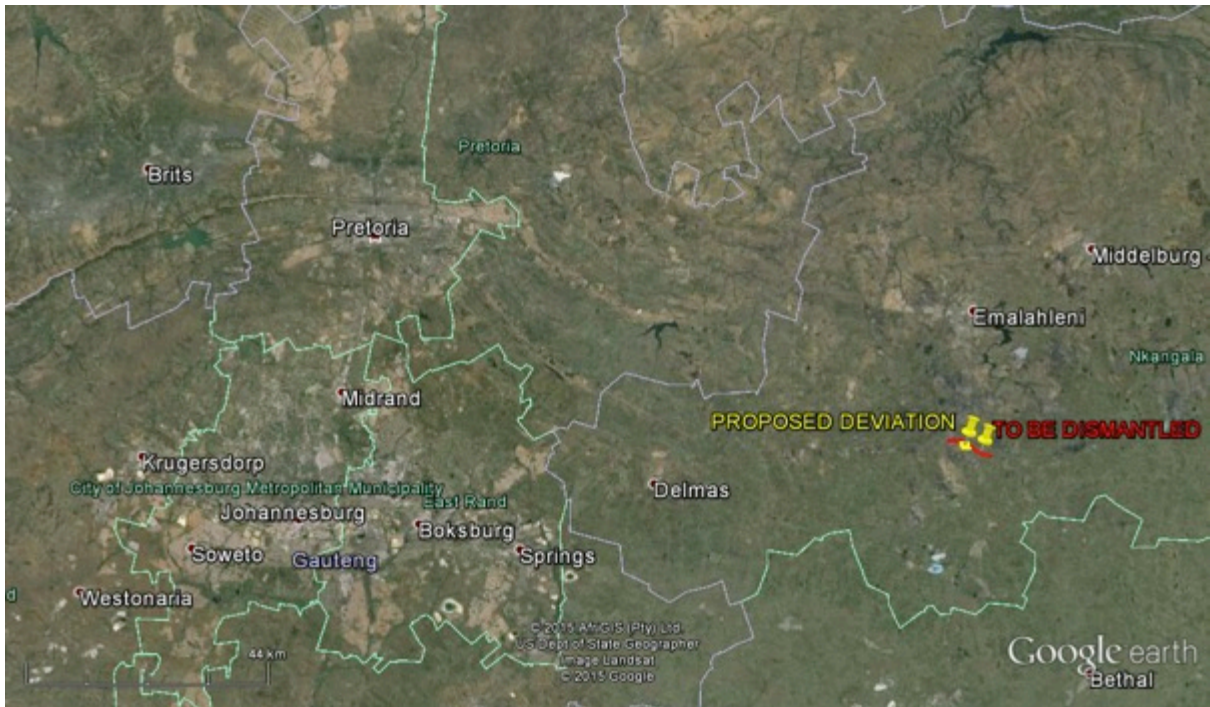 Pretoria
Brits
Pretoria
Middelburg
Emalahleni
Nkangala
Midrand
PROPOSED DEVIATION
TO BE DISMANTLED
Krugersdorp
City of Johannesburg Metropolitan Municipality
Delmas
East Rand
Johannesburg
Boksburg
Soweto
Gauteng
Springs
d
Westonaria
© 2015 AfriGIS (Pty) Ltd.
US Dept of State Geographer
Image Landsat
© 2015 Google
44 km
Google earth
Bethal